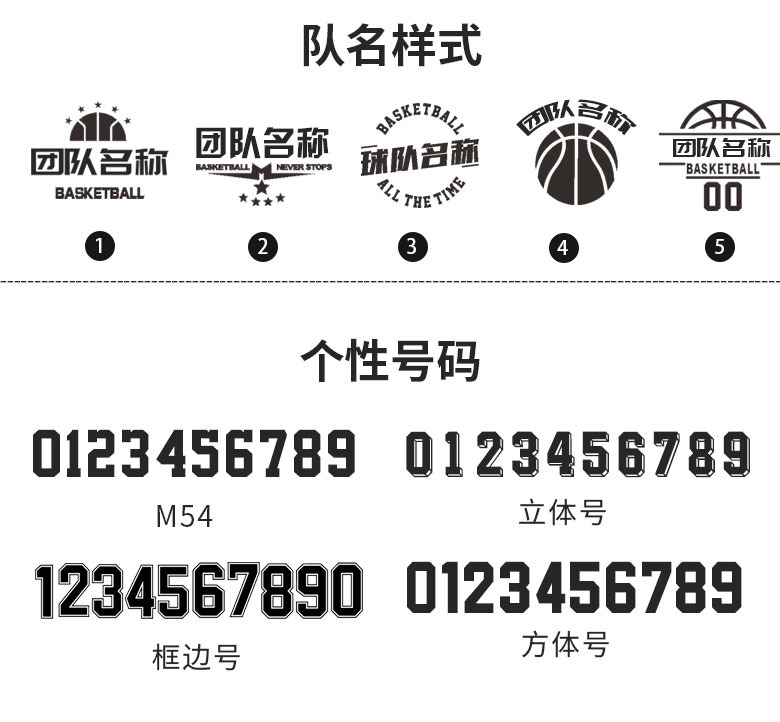 队名样式
团队名称
BASKETBALL
1
团队名称
BASKETBALL NEVER STOPS
2
BASKETBALL
球队名称
ALL THE TIME
3
团队名称
4
团队名称
BASKETBALL
00
5
个性号码
0123456789
M54
0123456789
立体号
1234567890
框边号
0123456789
方体号